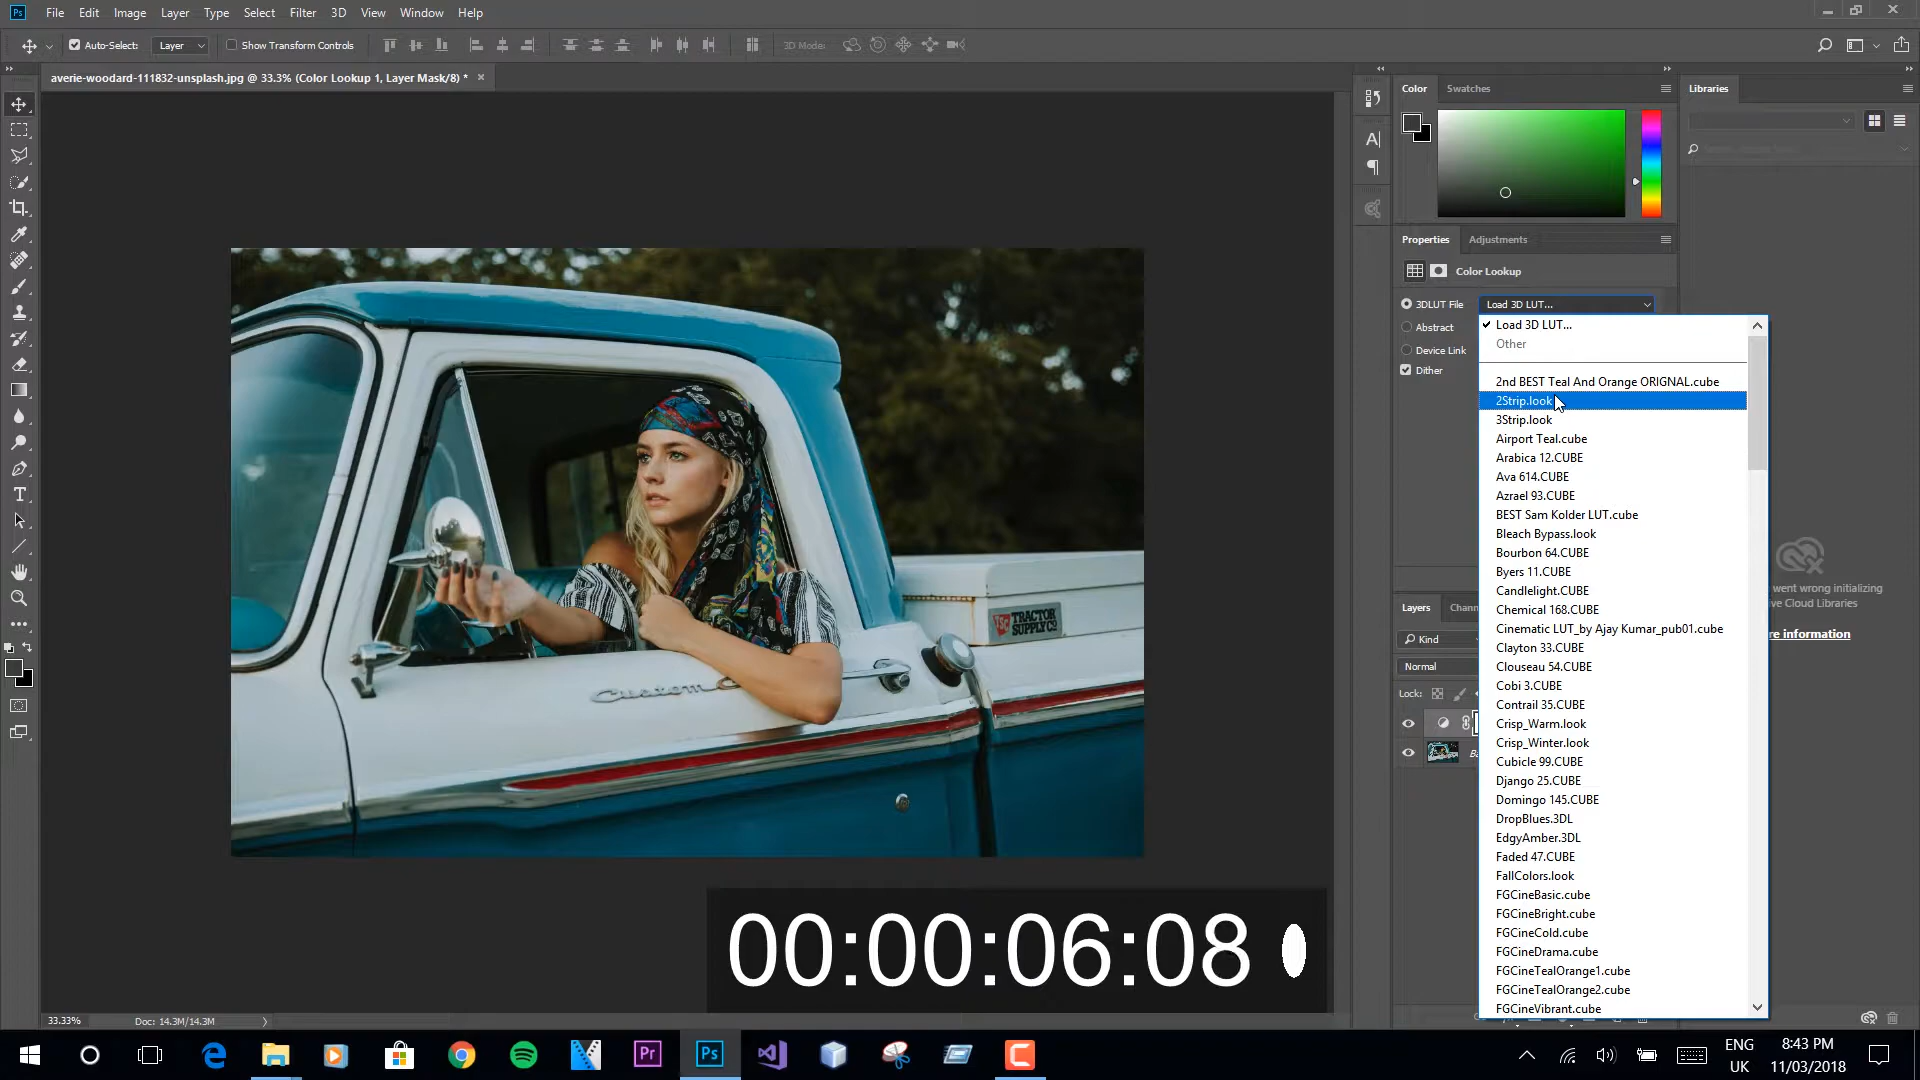 Ps File Edit Image Layer Type Select Filter 3D View Window Help
Auto-Select: Layer Show Transform Controls 3D Mode:
averie-woodard-111832-unsplash.jpg @ 33.3% (Color Lookup 1, Layer Mask/8) *
Color Swatches
Libraries
Properties Adjustments
Color Lookup
3DLUT File Load 3D LUT...
Abstract
Device Link
Dither
Load 3D LUT...
Other
2nd BEST Teal And Orange ORIGNAL.cube
2Strip.look
3Strip.look
Airport Teal.cube
Arabica 12.CUBE
Ava 614.CUBE
Azrael 93.CUBE
BEST Sam Kolder LUT.cube
Bleach Bypass.look
Bourbon 64.CUBE
Byers 11.CUBE
Candlelight.CUBE
Chemical 168.CUBE
Cinematic LUT_by Ajay Kumar_pub01.cube
Clayton 33.CUBE
Clouseau 54.CUBE
Cobi 3.CUBE
Contrail 35.CUBE
Crisp_Warm.look
Crisp_Winter.look
Cubicle 99.CUBE
Django 25.CUBE
Domingo 145.CUBE
DropBlues.3DL
EdgyAmber.3DL
Faded 47.CUBE
FallColors.look
FGCineBasic.cube
FGCineBright.cube
FGCineCold.cube
FGCineDrama.cube
FGCineTealOrange1.cube
FGCineTealOrange2.cube
FGCineVibrant.cube
went wrong initializing
ve Cloud Libraries
re information
Layers Chann
Kind
Normal
Lock:
Ba
TSC TRACTOR
SUPPLY CO
Custom
00:00:06:08
33.33% Doc: 14.3M/14.3M
Pr Ps
ENG
UK
8:43 PM
11/03/2018